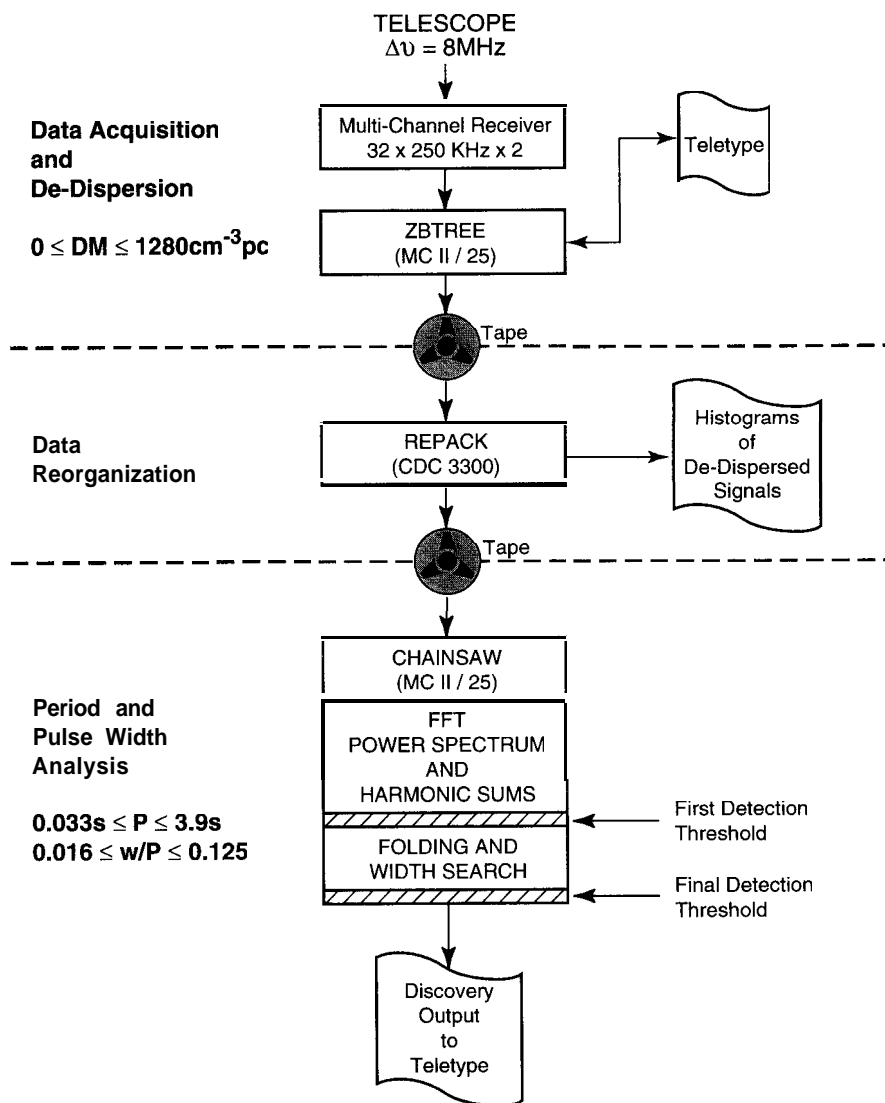 TELESCOPE
Δυ = 8MHz
Data Acquisition
and
De-Dispersion
0 ≤ DM ≤ 1280cm⁻³pc
Multi-Channel Receiver
32 x 250 KHz x 2
Teletype
ZBTREE
(MC II / 25)
Tape
Data
Reorganization
REPACK
(CDC 3300)
Histograms
of
De-Dispersed
Signals
Tape
Period and
Pulse Width
Analysis
0.033s ≤ P ≤ 3.9s
0.016 ≤ w/P ≤ 0.125
CHAINSAW
(MC II / 25)
FFT
POWER SPECTRUM
AND
HARMONIC SUMS
First Detection
Threshold
FOLDING AND
WIDTH SEARCH
Final Detection
Threshold
Discovery
Output
to
Teletype